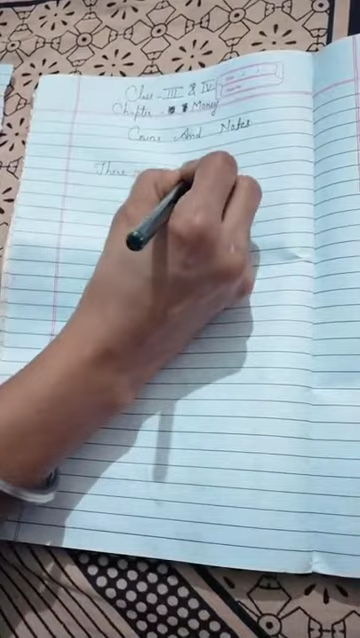 Class - III & IV
Chapter - Money
Coins And Notes
There